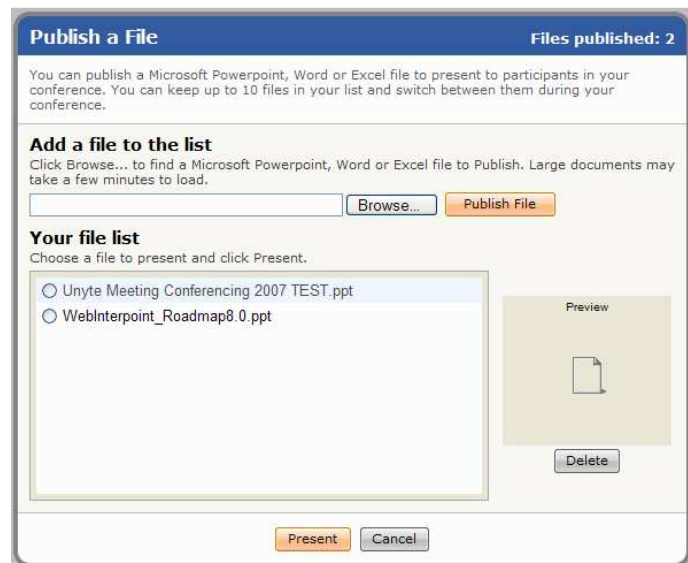 Publish a File
Files published: 2
You can publish a Microsoft Powerpoint, Word or Excel file to present to participants in your
conference. You can keep up to 10 files in your list and switch between them during your
conference.
Add a file to the list
Click Browse... to find a Microsoft Powerpoint, Word or Excel file to Publish. Large documents may
take a few minutes to load.
Browse...
Publish File
Your file list
Choose a file to present and click Present.
Unyte Meeting Conferencing 2007 TEST.ppt
WebInterpoint_Roadmap8.0.ppt
Preview
Delete
Present
Cancel